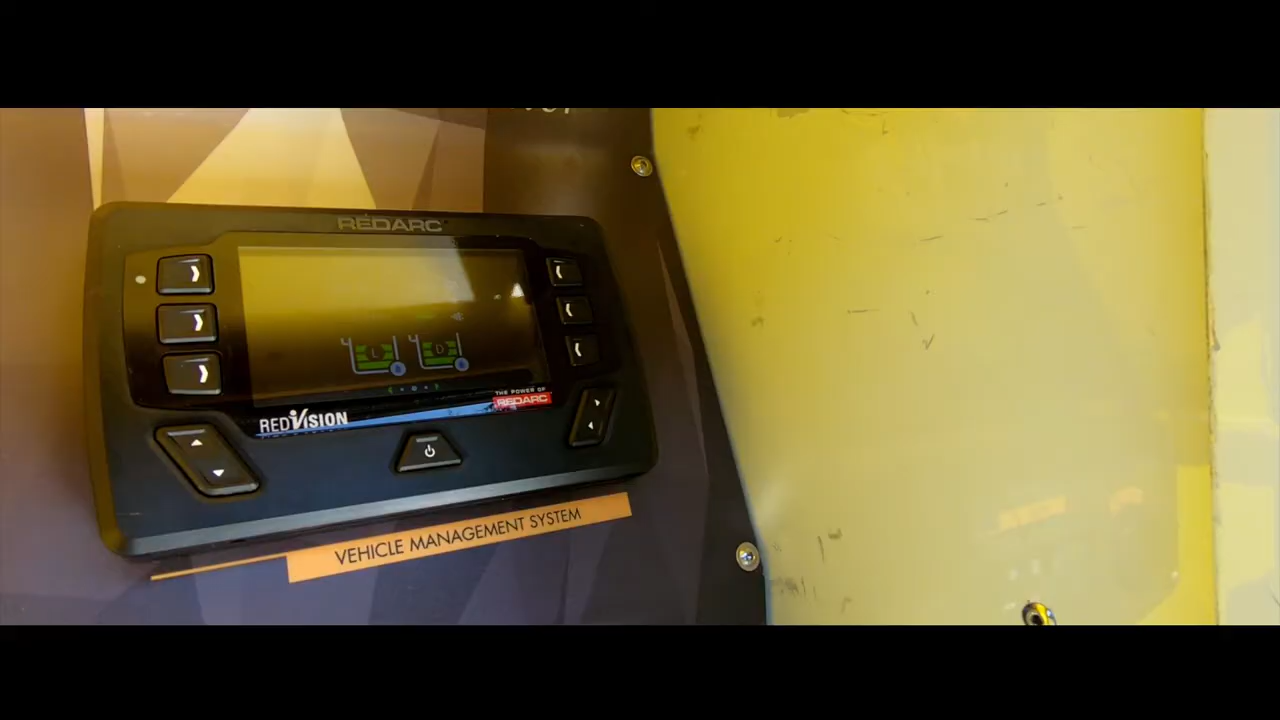 REDARC
L D
REDVISION
THE POWER OF
REDARC
VEHICLE MANAGEMENT SYSTEM